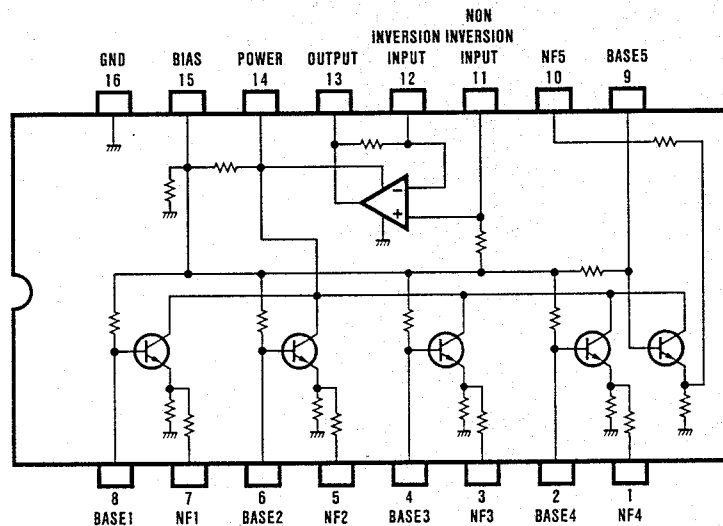 NON
INVERSION INVERSION
GND BIAS POWER OUTPUT INPUT INPUT NF5 BASE5
16 15 14 13 12 11 10 9
−
+
8 7 6 5 4 3 2 1
BASE1 NF1 BASE2 NF2 BASE3 NF3 BASE4 NF4